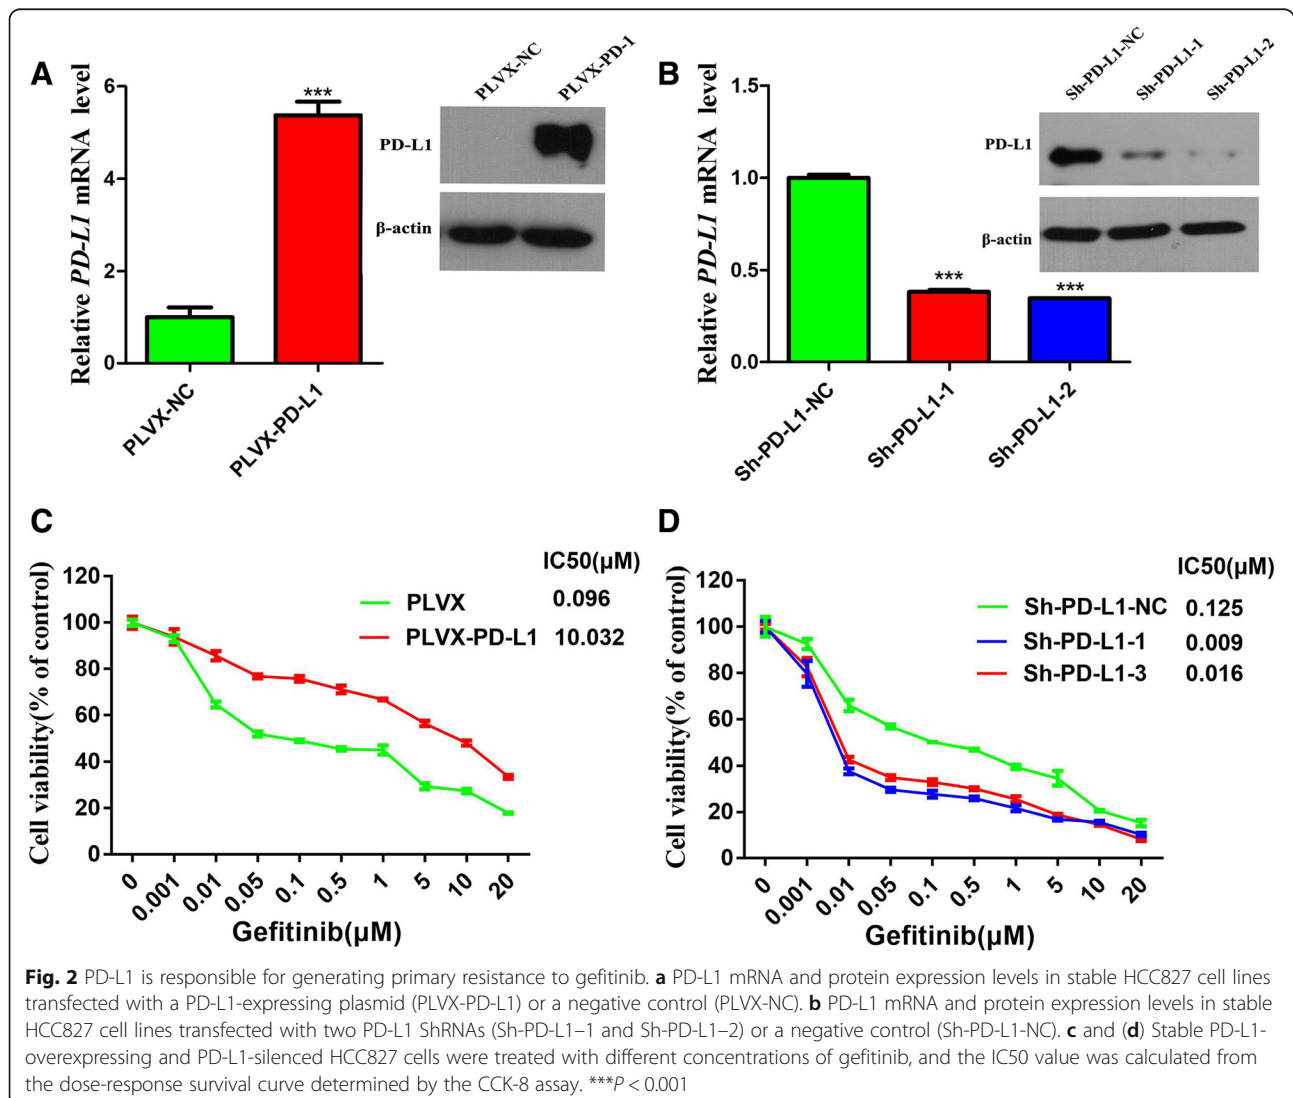 A
Relative PD-L1 mRNA level
6
4
2
0
***
PLVX-NC
PLVX-PD-L1
PLVX-NC
PLVX-PD-1
PD-L1
β-actin
B
Relative PD-L1 mRNA level
1.5
1.0
0.5
0.0
***
***
Sh-PD-L1-NC
Sh-PD-L1-1
Sh-PD-L1-2
Sh-PD-L1-NC
Sh-PD-L1-1
Sh-PD-L1-2
PD-L1
β-actin
C
Cell viability(% of control)
120
100
80
60
40
20
0
IC50(μM)
PLVX 0.096
PLVX-PD-L1 10.032
0 0.001 0.01 0.05 0.1 0.5 1 5 10 20
Gefitinib(μM)
D
Cell viability(% of control)
120
100
80
60
40
20
0
IC50(μM)
Sh-PD-L1-NC 0.125
Sh-PD-L1-1 0.009
Sh-PD-L1-3 0.016
0 0.001 0.01 0.05 0.1 0.5 1 5 10 20
Gefitinib(μM)
Fig. 2 PD-L1 is responsible for generating primary resistance to gefitinib. a PD-L1 mRNA and protein expression levels in stable HCC827 cell lines
transfected with a PD-L1-expressing plasmid (PLVX-PD-L1) or a negative control (PLVX-NC). b PD-L1 mRNA and protein expression levels in stable
HCC827 cell lines transfected with two PD-L1 ShRNAs (Sh-PD-L1–1 and Sh-PD-L1–2) or a negative control (Sh-PD-L1-NC). c and (d) Stable PD-L1-
overexpressing and PD-L1-silenced HCC827 cells were treated with different concentrations of gefitinib, and the IC50 value was calculated from
the dose-response survival curve determined by the CCK-8 assay. ***P < 0.001